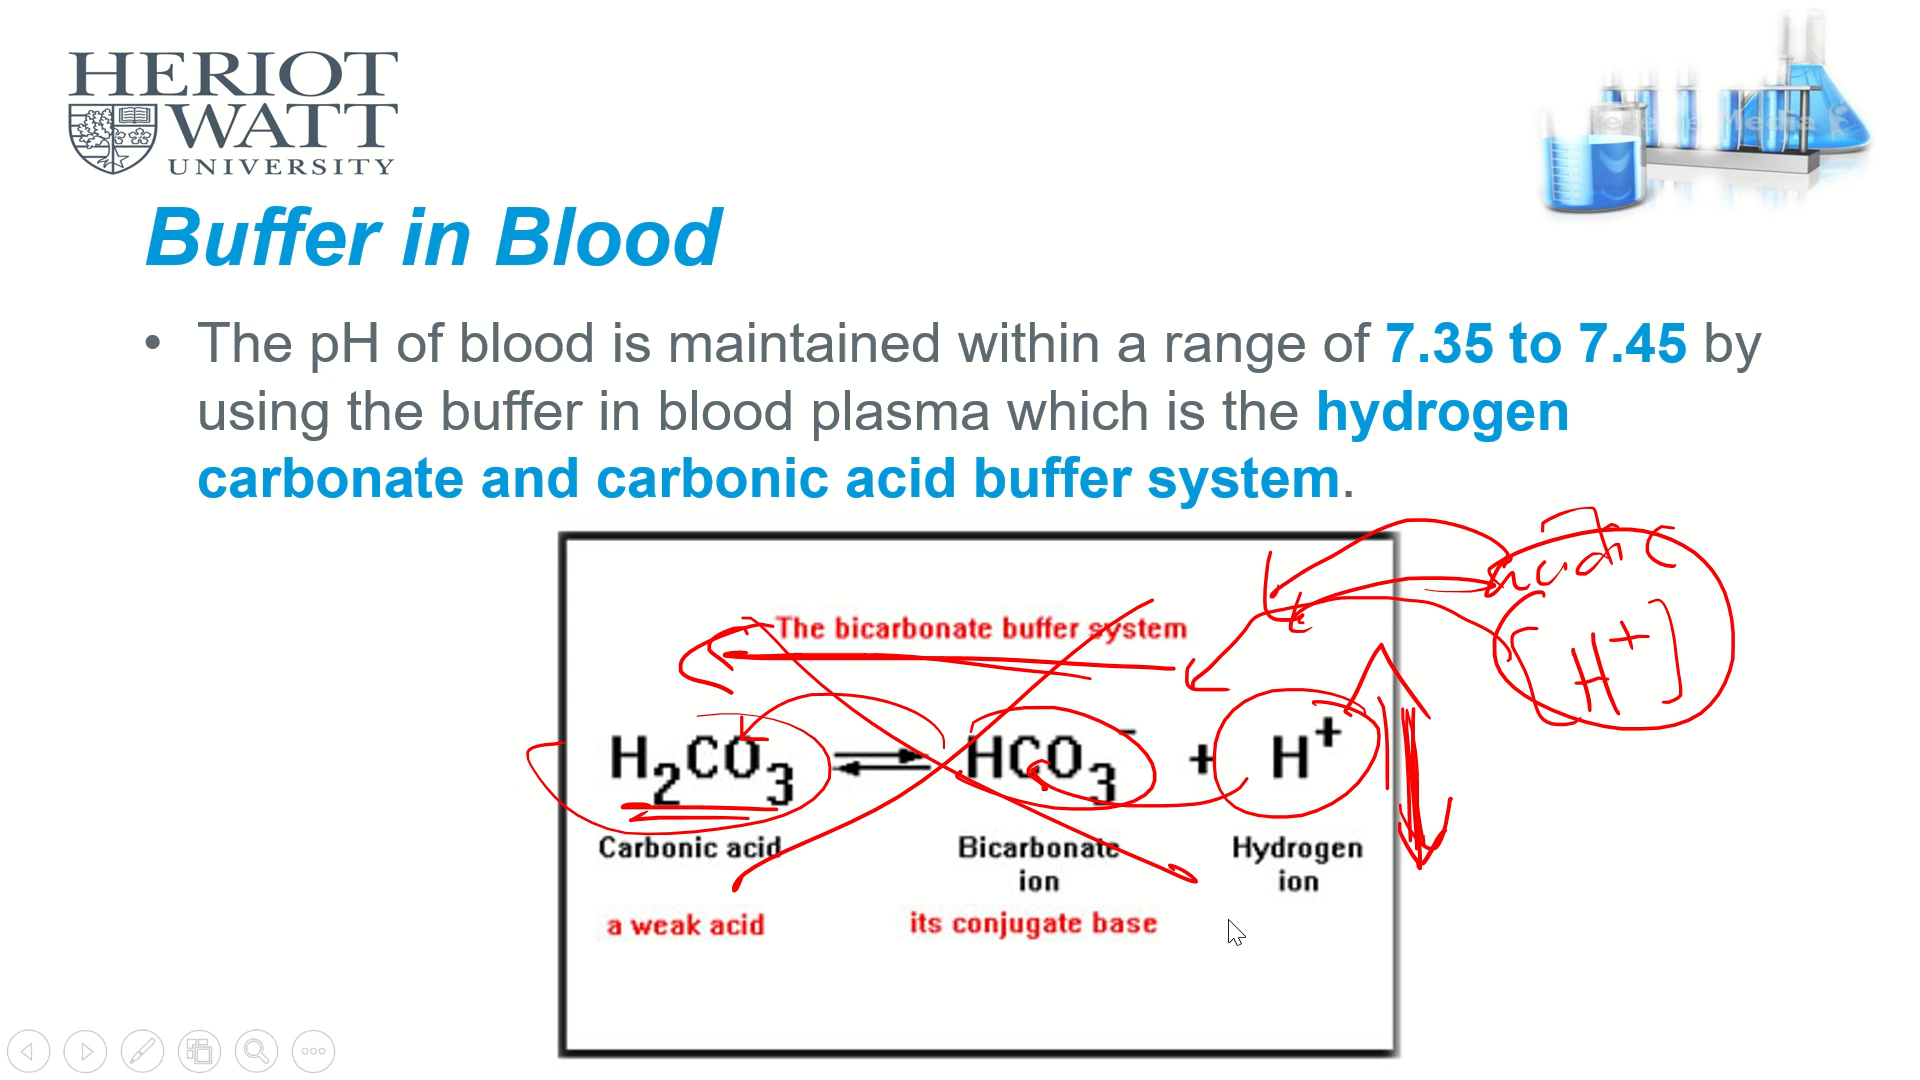 HERIOT
WATT
UNIVERSITY
Buffer in Blood
• The pH of blood is maintained within a range of 7.35 to 7.45 by
using the buffer in blood plasma which is the hydrogen
carbonate and carbonic acid buffer system.
The bicarbonate buffer system
H₂CO₃ ⇌ HCO₃⁻ + H⁺
Carbonic acid Bicarbonate ion Hydrogen ion
a weak acid its conjugate base
[H+]